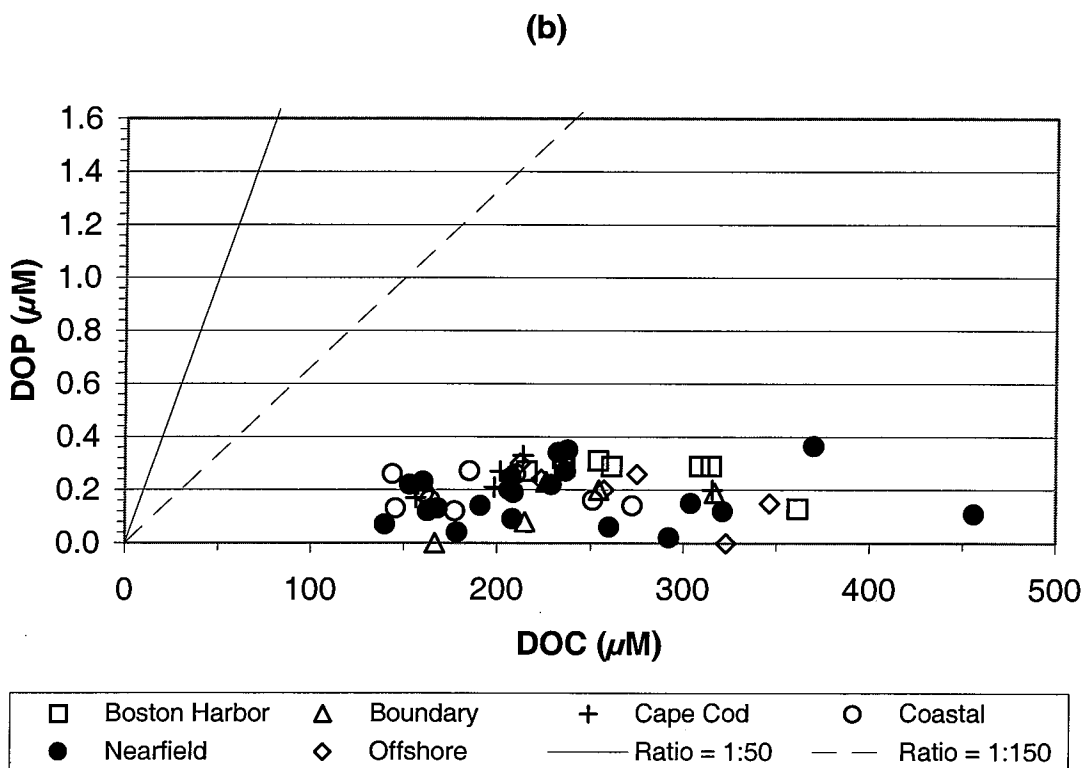 (b)
1.6
1.4
1.2
1.0
0.8
0.6
0.4
0.2
0.0
DOP (µM)
0 100 200 300 400 500
DOC (µM)
Boston Harbor Boundary Cape Cod Coastal
Nearfield Offshore Ratio = 1:50 Ratio = 1:150